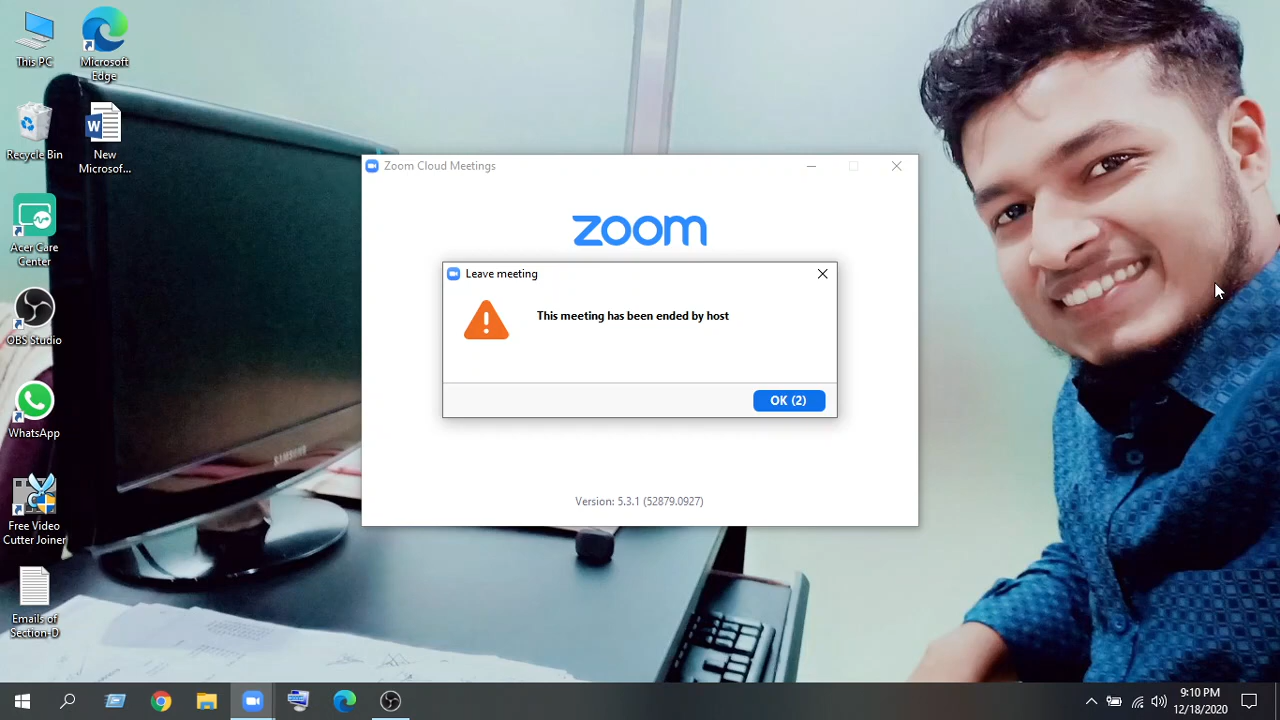 This PC
Microsoft
Edge
Recycle Bin
New
Microsof...
Acer Care
Center
OBS Studio
WhatsApp
Free Video
Cutter Joiner
Emails of
Section-D
Zoom Cloud Meetings
zoom
Leave meeting
This meeting has been ended by host
OK (2)
Version: 5.3.1 (52879.0927)
SAMSUNG
9:10 PM
12/18/2020